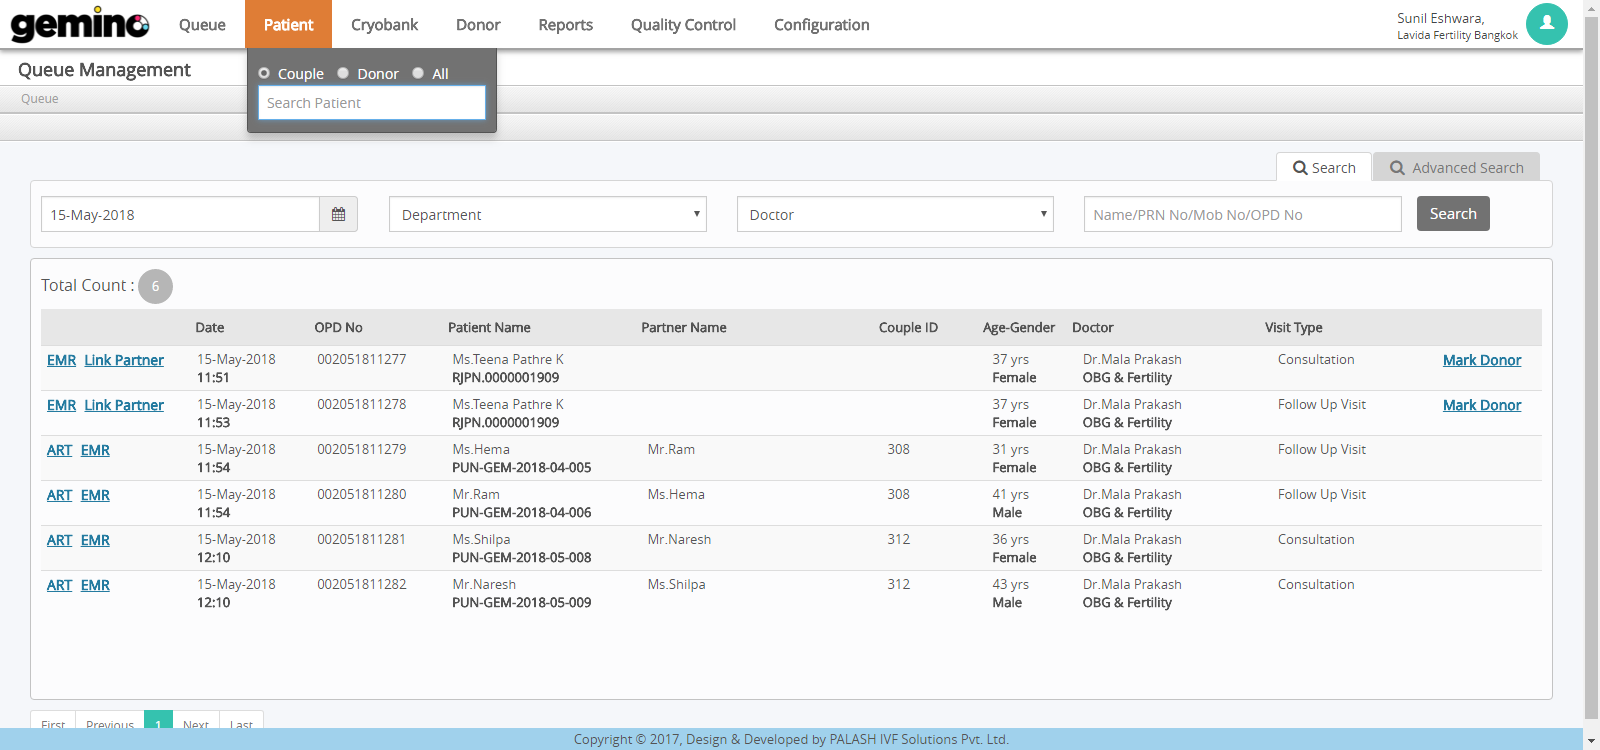 gemino Queue Patient Cryobank Donor Reports Quality Control Configuration
Sunil Eshwara,
Lavida Fertility Bangkok
Queue Management
Couple Donor All
Queue
Search Patient
Search Advanced Search
15-May-2018 Department Doctor Name/PRN No/Mob No/OPD No Search
Total Count : 6
Date OPD No Patient Name Partner Name Couple ID Age-Gender Doctor Visit Type
EMR Link Partner 15-May-2018 002051811277 Ms.Teena Pathre K 37 yrs Dr.Mala Prakash Consultation Mark Donor
11:51 RJPN.0000001909 Female OBG & Fertility
EMR Link Partner 15-May-2018 002051811278 Ms.Teena Pathre K 37 yrs Dr.Mala Prakash Follow Up Visit Mark Donor
11:53 RJPN.0000001909 Female OBG & Fertility
ART EMR 15-May-2018 002051811279 Ms.Hema Mr.Ram 308 31 yrs Dr.Mala Prakash Follow Up Visit
11:54 PUN-GEM-2018-04-005 Female OBG & Fertility
ART EMR 15-May-2018 002051811280 Mr.Ram Ms.Hema 308 41 yrs Dr.Mala Prakash Follow Up Visit
11:54 PUN-GEM-2018-04-006 Male OBG & Fertility
ART EMR 15-May-2018 002051811281 Ms.Shilpa Mr.Naresh 312 36 yrs Dr.Mala Prakash Consultation
12:10 PUN-GEM-2018-05-008 Female OBG & Fertility
ART EMR 15-May-2018 002051811282 Mr.Naresh Ms.Shilpa 312 43 yrs Dr.Mala Prakash Consultation
12:10 PUN-GEM-2018-05-009 Male OBG & Fertility
First Previous 1 Next Last
Copyright © 2017, Design & Developed by PALASH IVF Solutions Pvt. Ltd.